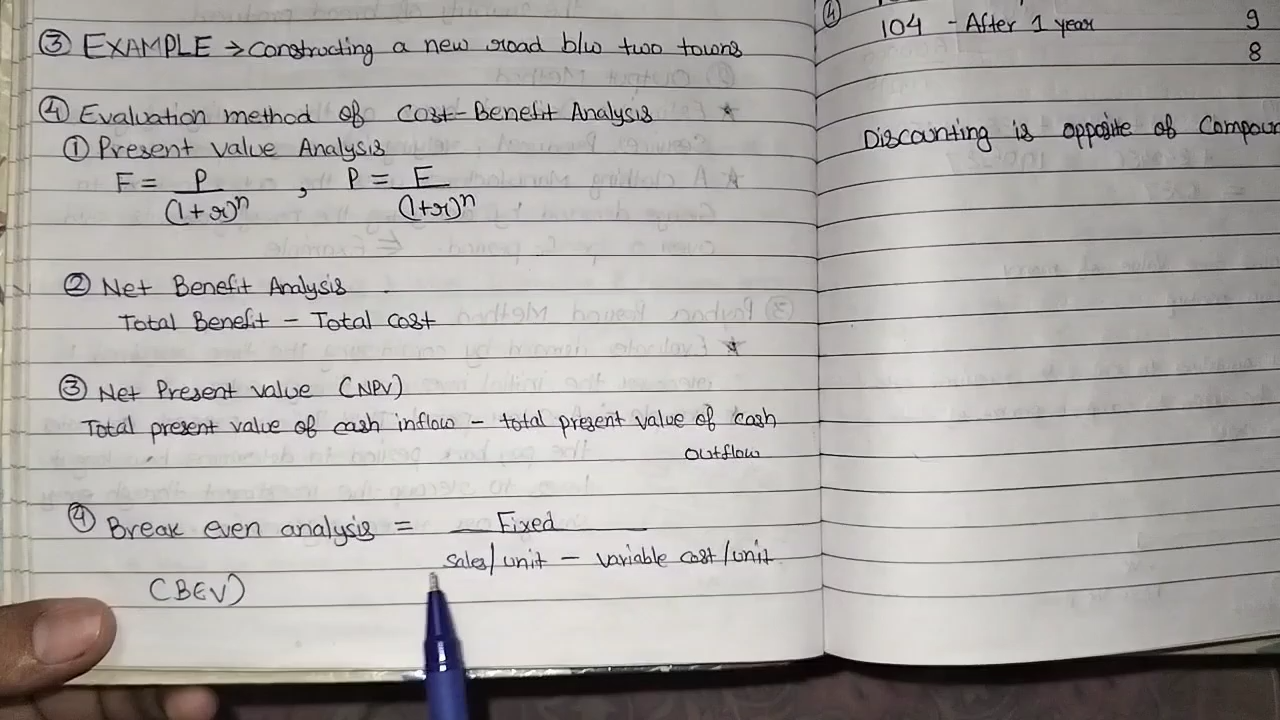 ③ EXAMPLE → constructing a new road b/w two towns
④ Evaluation method of Cost-Benefit Analysis ★
① Present Value Analysis
F = P/(1+r)^n , P = F/(1+r)^n
② Net Benefit Analysis
Total Benefit - Total cost
③ Net Present value (NPV)
Total present value of cash inflow - total present value of cash
outflow
④ Break even analysis = Fixed
sales/unit - variable cost/unit
(BEV)
④ 104 - After 1 year 9
8
Discounting is opposite of